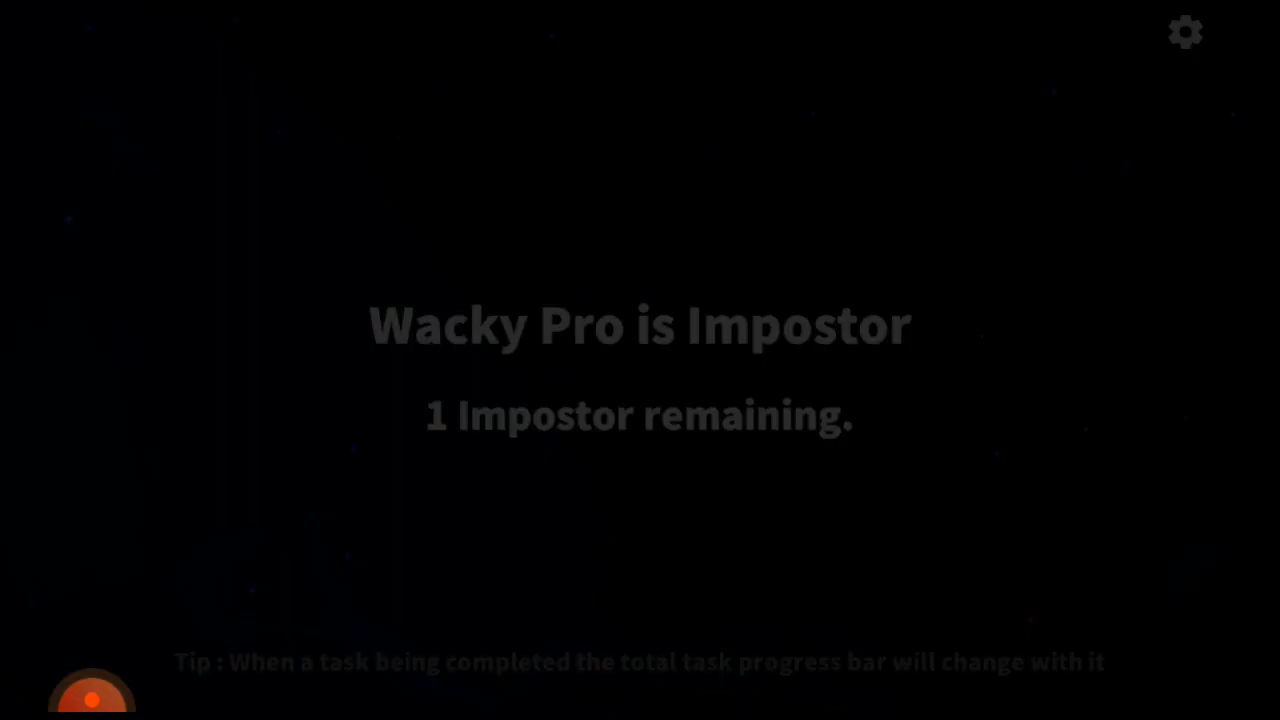 Wacky Pro is Impostor
1 Impostor remaining.
Tip : When a task being completed the total task progress bar will change with it